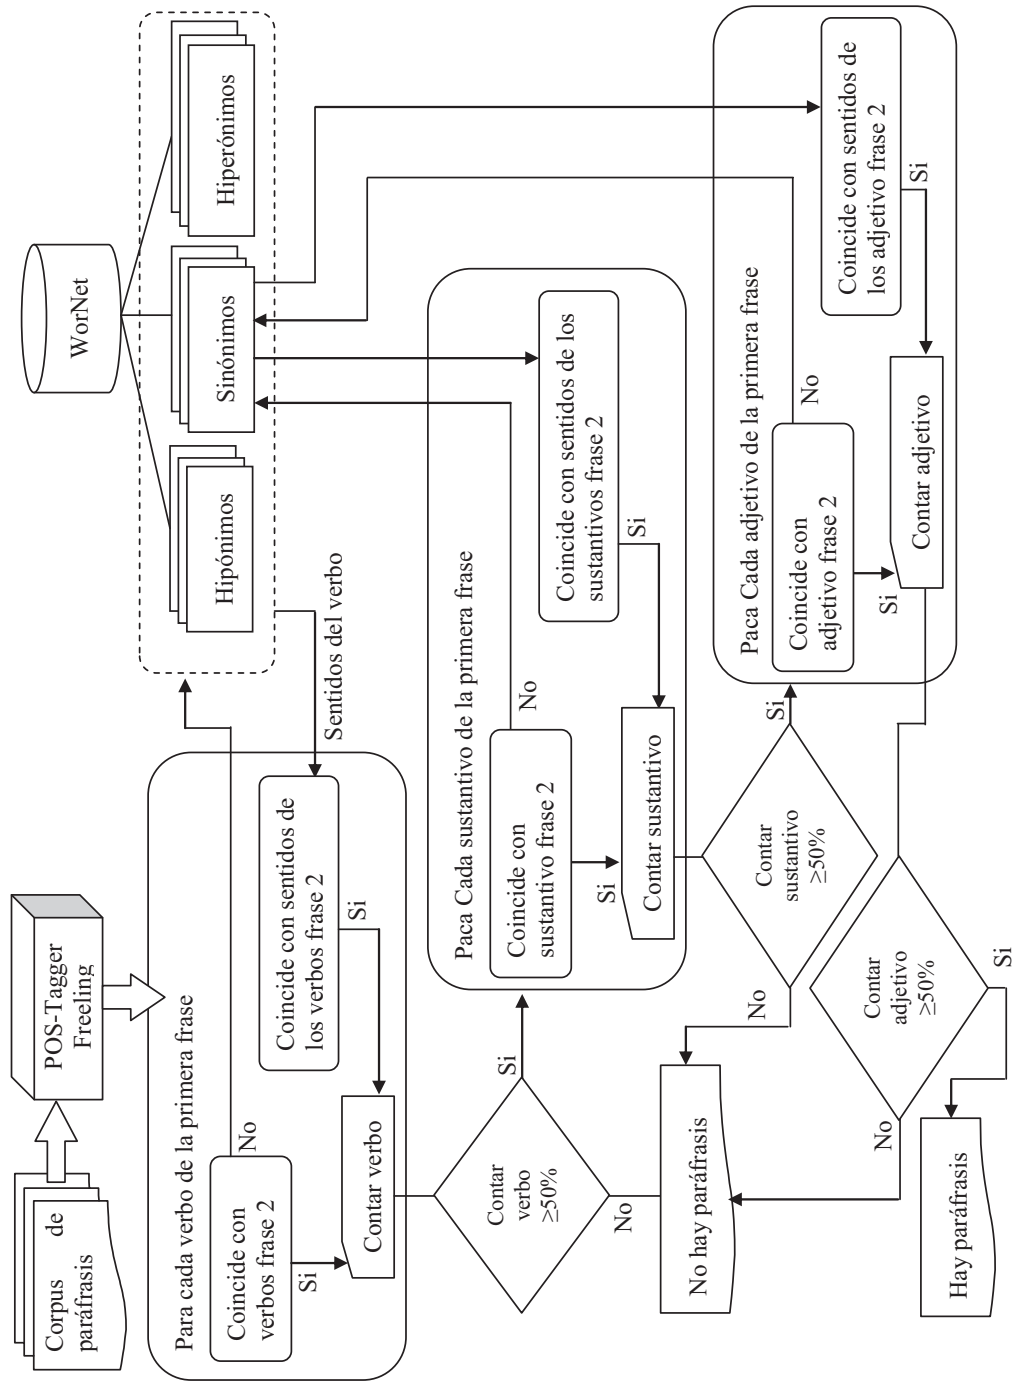 Corpus de
paráfrasis
POS-Tagger
Freeling
WorNet
Hipónimos
Sinónimos
Hiperónimos
Para cada verbo de la primera frase
Coincide con
verbos frase 2
No
Si
Sentidos del verbo
Coincide con sentidos de
los verbos frase 2
Si
Contar verbo
Contar
verbo
≥50%
Si
No
Paca Cada sustantivo de la primera frase
Coincide con
sustantivo frase 2
No
Si
Coincide con sentidos de los
sustantivos frase 2
Si
Contar sustantivo
Contar
sustantivo
≥50%
Si
No
Paca Cada adjetivo de la primera frase
Coincide con
adjetivo frase 2
No
Si
Coincide con sentidos de
los adjetivo frase 2
Si
Contar adjetivo
Contar
adjetivo
≥50%
No
Si
No hay paráfrasis
Hay paráfrasis